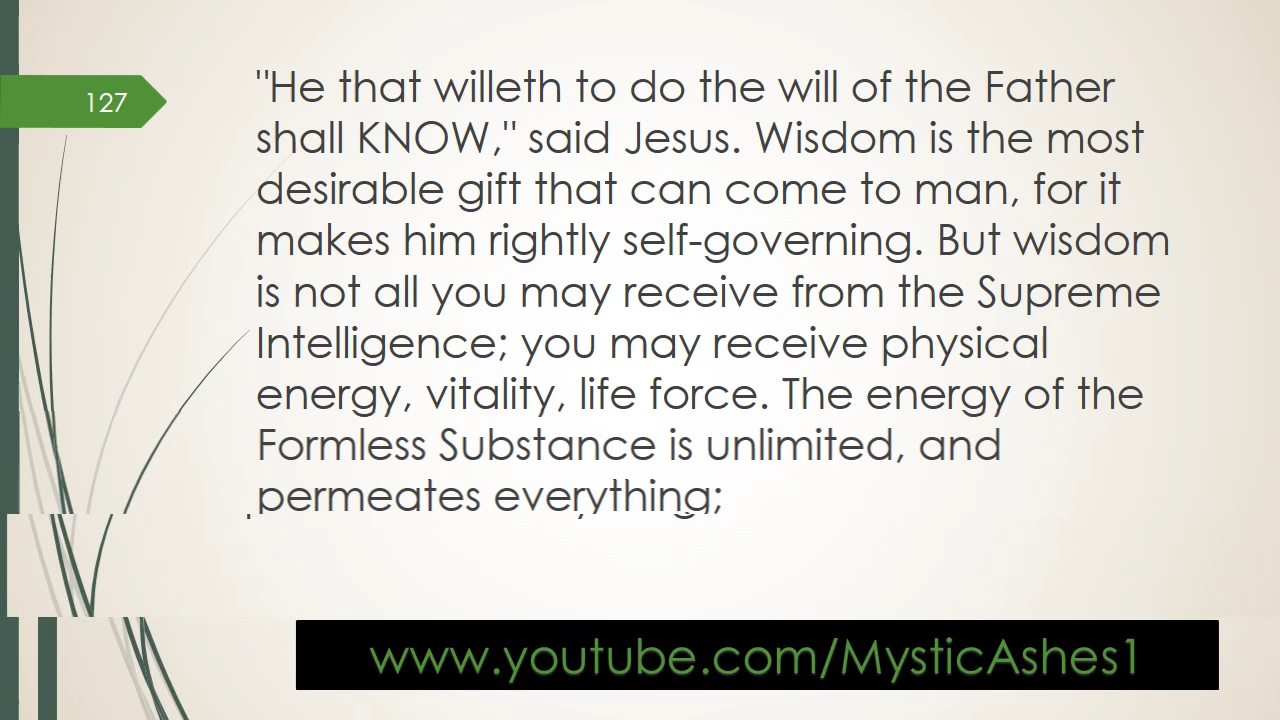 127
"He that willeth to do the will of the Father
shall KNOW," said Jesus. Wisdom is the most
desirable gift that can come to man, for it
makes him rightly self-governing. But wisdom
is not all you may receive from the Supreme
Intelligence; you may receive physical
energy, vitality, life force. The energy of the
Formless Substance is unlimited, and
permeates everything;
www.youtube.com/MysticAshes1